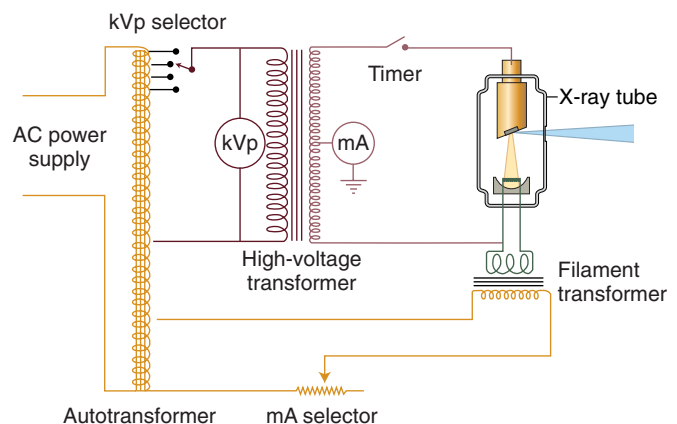 kVp selector
Timer
X-ray tube
AC power
supply
kVp
mA
High-voltage
transformer
Filament
transformer
Autotransformer
mA selector